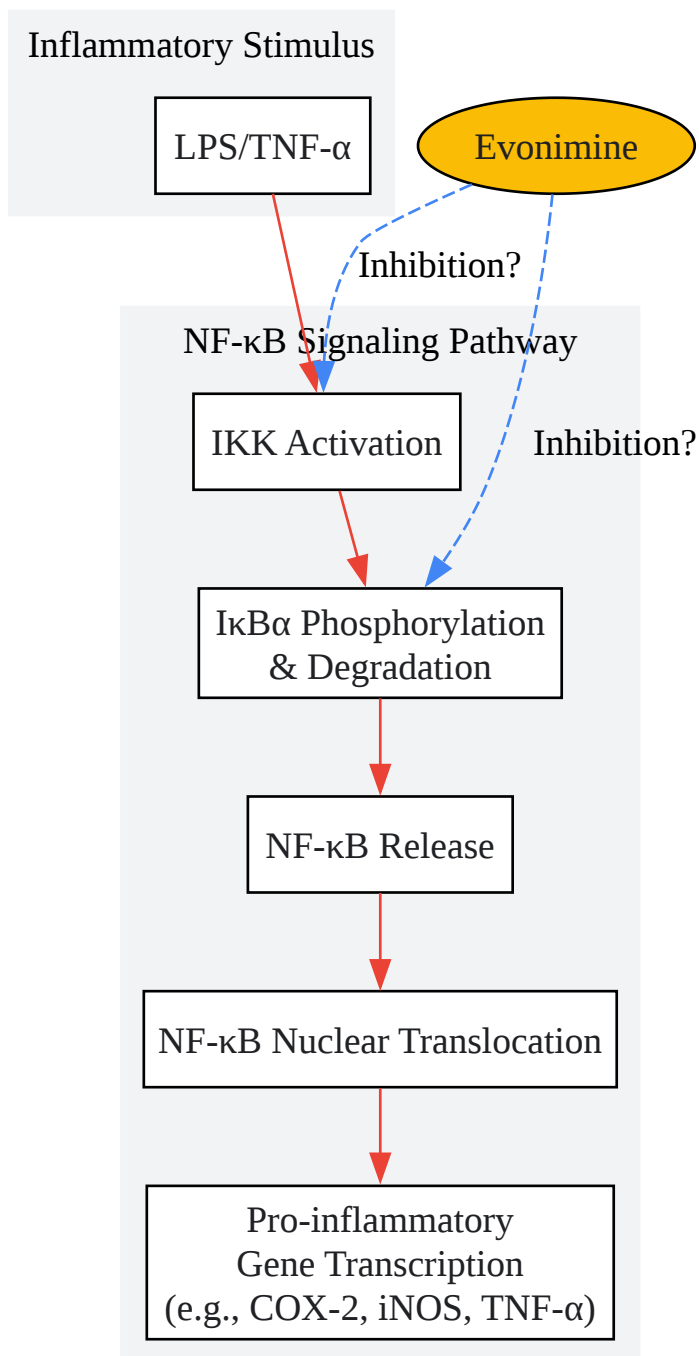 Inflammatory Stimulus
LPS/TNF-α
Evonimine
Inhibition?
NF-κB Signaling Pathway
IKK Activation
Inhibition?
IκBα Phosphorylation
& Degradation
NF-κB Release
NF-κB Nuclear Translocation
Pro-inflammatory
Gene Transcription
(e.g., COX-2, iNOS, TNF-α)